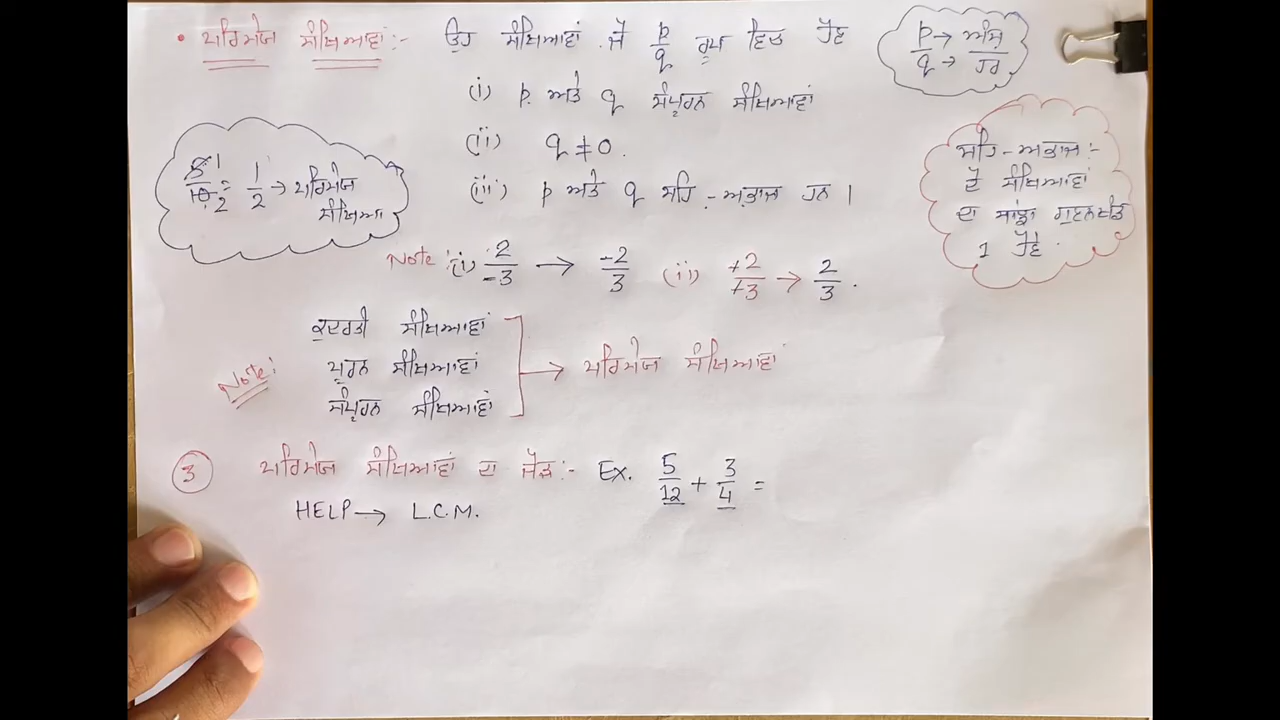 • ਪਰਿਮੇਯ ਸੰਖਿਆਵਾਂ:- ਉਹ ਸੰਖਿਆਵਾਂ ਜੋ p/q ਰੂਪ ਵਿਚ ਹੋਣ
(i) p ਅਤੇ q ਸੰਪੂਰਨ ਸੰਖਿਆਵਾਂ
(ii) q ≠ 0.
(iii) p ਅਤੇ q ਸਹਿ-ਅਭਾਜ ਹਨ।
p → ਅੰਸ਼
q → ਹਰ
ਸਹਿ-ਅਭਾਜ:-
ਦੋ ਸੰਖਿਆਵਾਂ
ਦਾ ਸਾਂਝਾ ਗੁਣਨਖੰਡ
1 ਹੋਵੇ
5/10 = 1/2 → ਪਰਿਮੇਯ
ਸੰਖਿਆ
Note: (i) 2/-3 → -2/3 (ii) +2/+3 → 2/3.
Note:
ਕੁਦਰਤੀ ਸੰਖਿਆਵਾਂ
ਪੂਰਨ ਸੰਖਿਆਵਾਂ → ਪਰਿਮੇਯ ਸੰਖਿਆਵਾਂ
ਸੰਪੂਰਨ ਸੰਖਿਆਵਾਂ
3 ਪਰਿਮੇਯ ਸੰਖਿਆਵਾਂ ਦਾ ਜੋੜ:- Ex. 5/12 + 3/4 =
HELP → L.C.M.